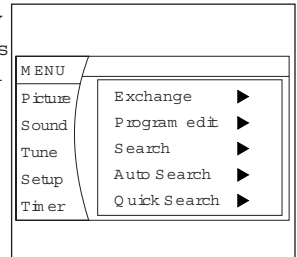 MENU
Picture
Sound
Tune
Setup
Timer
Exchange ▶
Program edit ▶
Search ▶
Auto Search ▶
Quick Search ▶